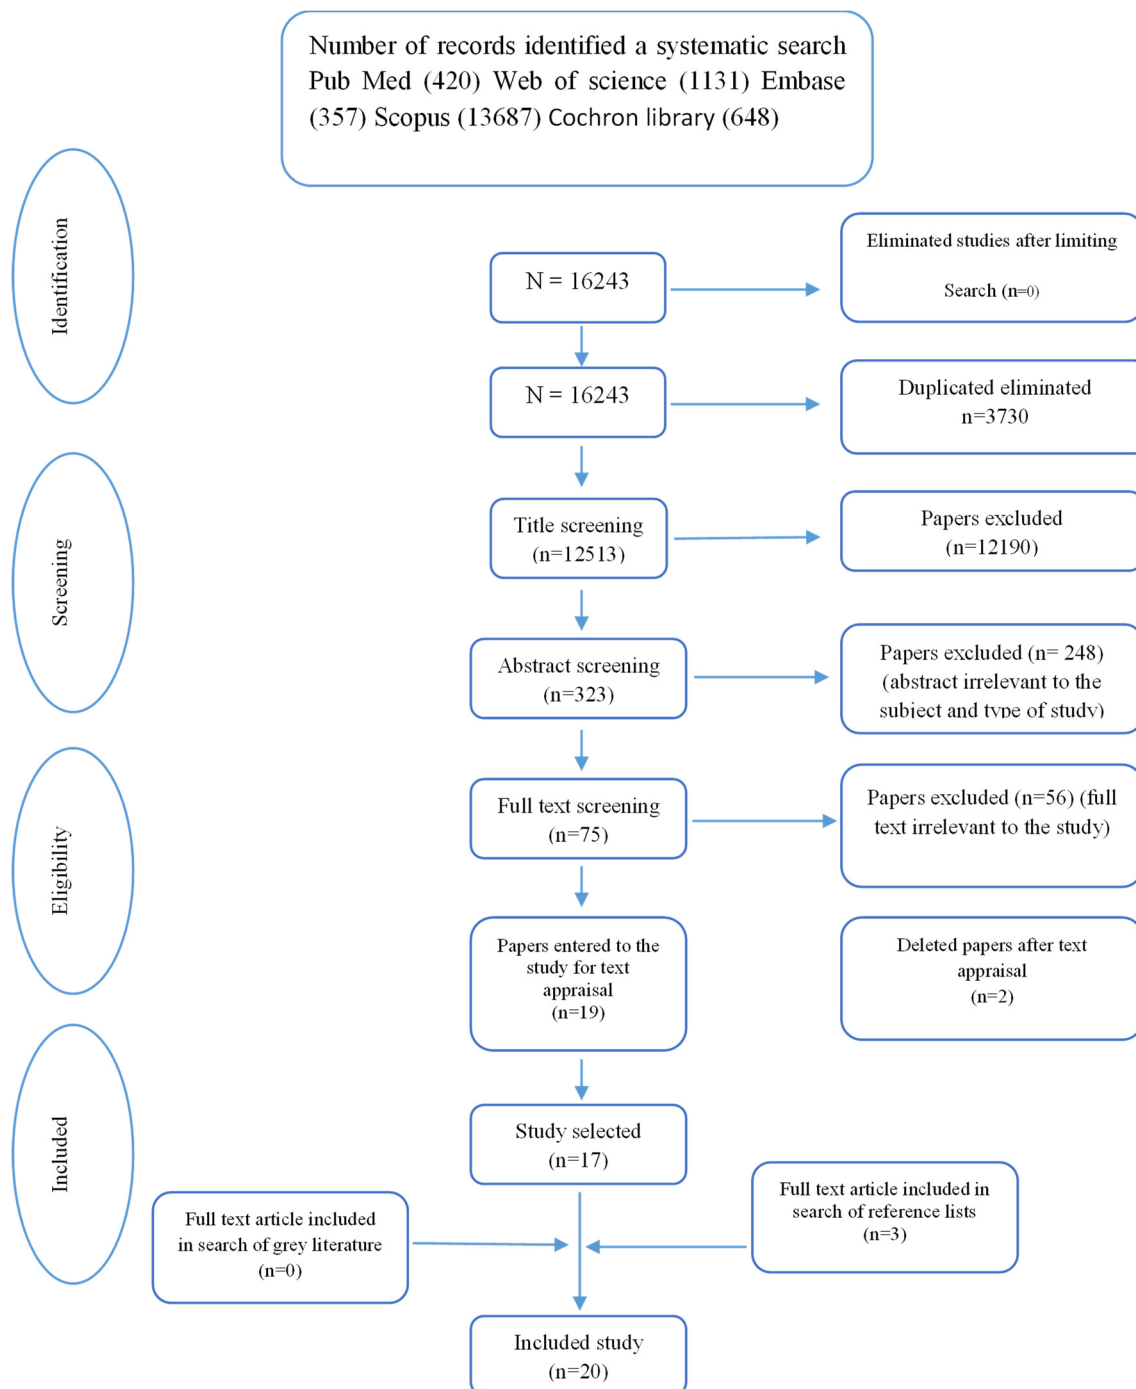 Number of records identified a systematic search
Pub Med (420) Web of science (1131) Embase
(357) Scopus (13687) Cochron library (648)
Identification
N = 16243
Eliminated studies after limiting
Search (n=0)
N = 16243
Duplicated eliminated
n=3730
Screening
Title screening
(n=12513)
Papers excluded
(n=12190)
Abstract screening
(n=323)
Papers excluded (n= 248)
(abstract irrelevant to the
subject and type of study)
Eligibility
Full text screening
(n=75)
Papers excluded (n=56) (full
text irrelevant to the study)
Papers entered to the
study for text
appraisal
(n=19)
Deleted papers after text
appraisal
(n=2)
Included
Study selected
(n=17)
Full text article included
in search of grey literature
(n=0)
Full text article included in
search of reference lists
(n=3)
Included study
(n=20)